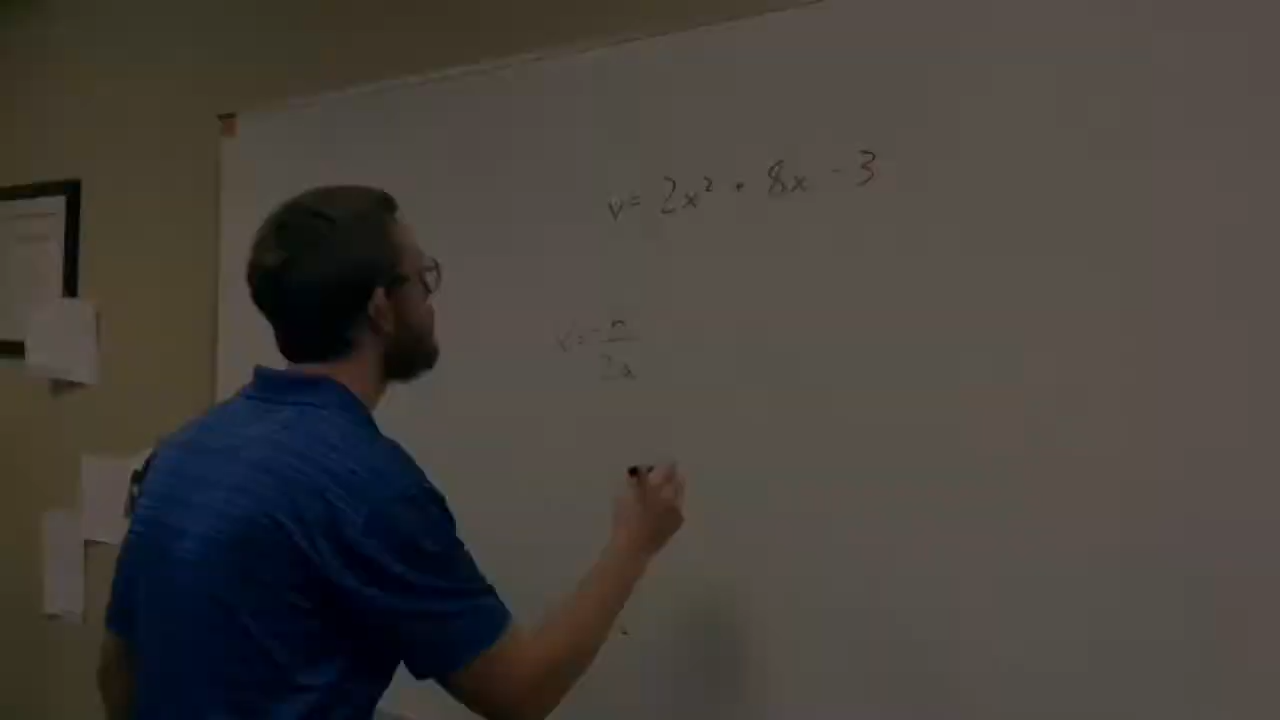 y = 2x² + 8x - 3
x = -b / 2a